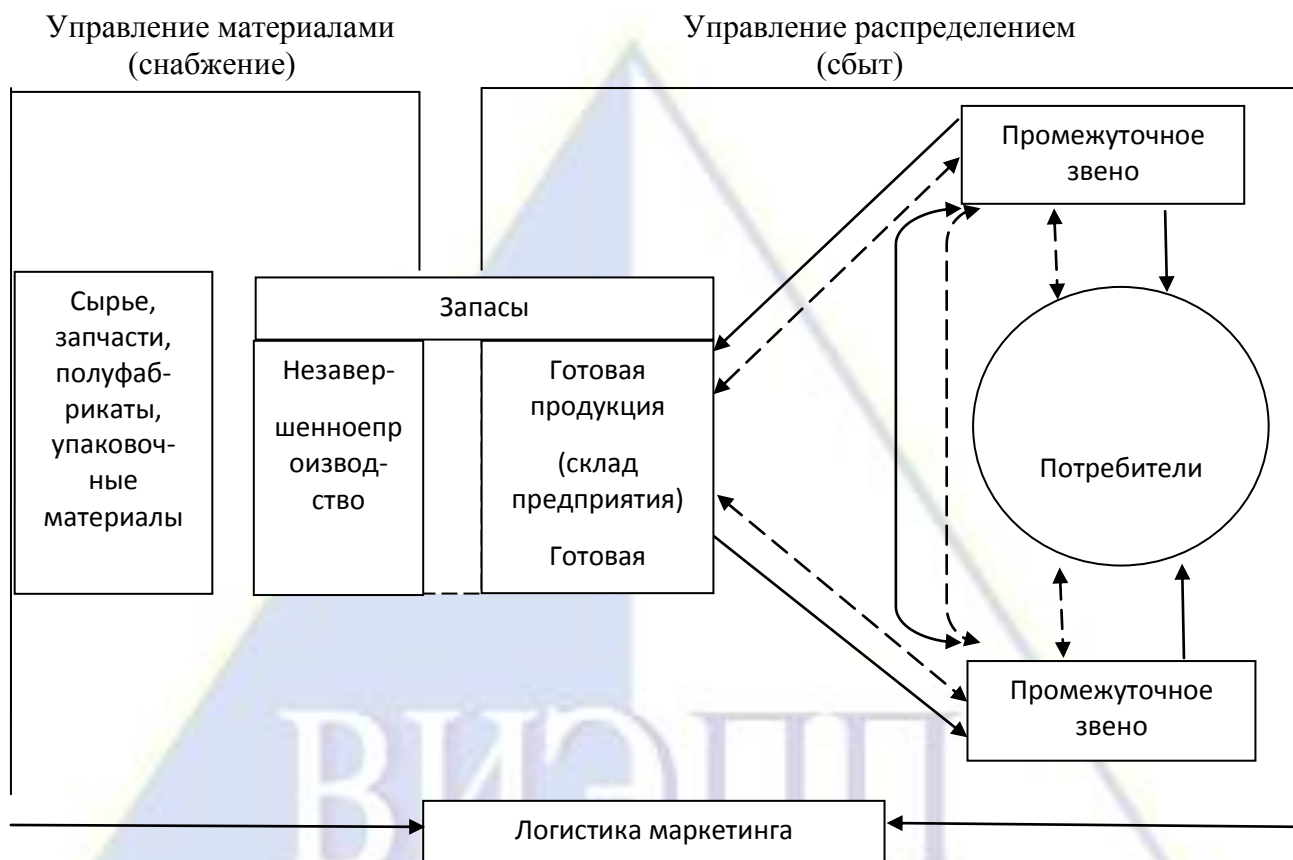 Управление материалами
(снабжение)
Управление распределением
(сбыт)
Промежуточное
звено
Сырье,
запчасти,
полуфаб-
рикаты,
упаковоч-
ные
материалы
Запасы
Незавер-
шенноепр
оизвод-
ство
Готовая
продукция
(склад
предприятия)
Готовая
Потребители
Промежуточное
звено
ВИЭПП
Логистика маркетинга